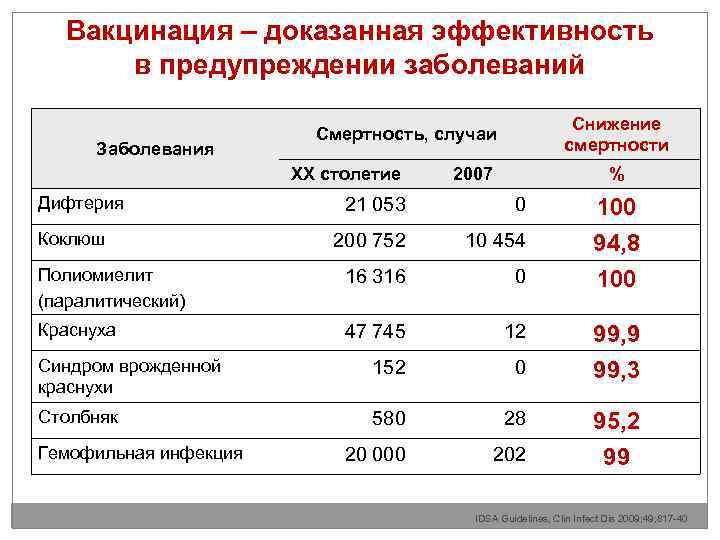 Вакцинация – доказанная эффективность
в предупреждении заболеваний
Заболевания
Смертность, случаи
Снижение
смертности
XX столетие 2007 %
Дифтерия 21 053 0 100
Коклюш 200 752 10 454 94,8
Полиомиелит
(паралитический) 16 316 0 100
Краснуха 47 745 12 99,9
Синдром врожденной
краснухи 152 0 99,3
Столбняк 580 28 95,2
Гемофильная инфекция 20 000 202 99
IDSA Guidelines, Clin Infect Dis 2009;49;817-40